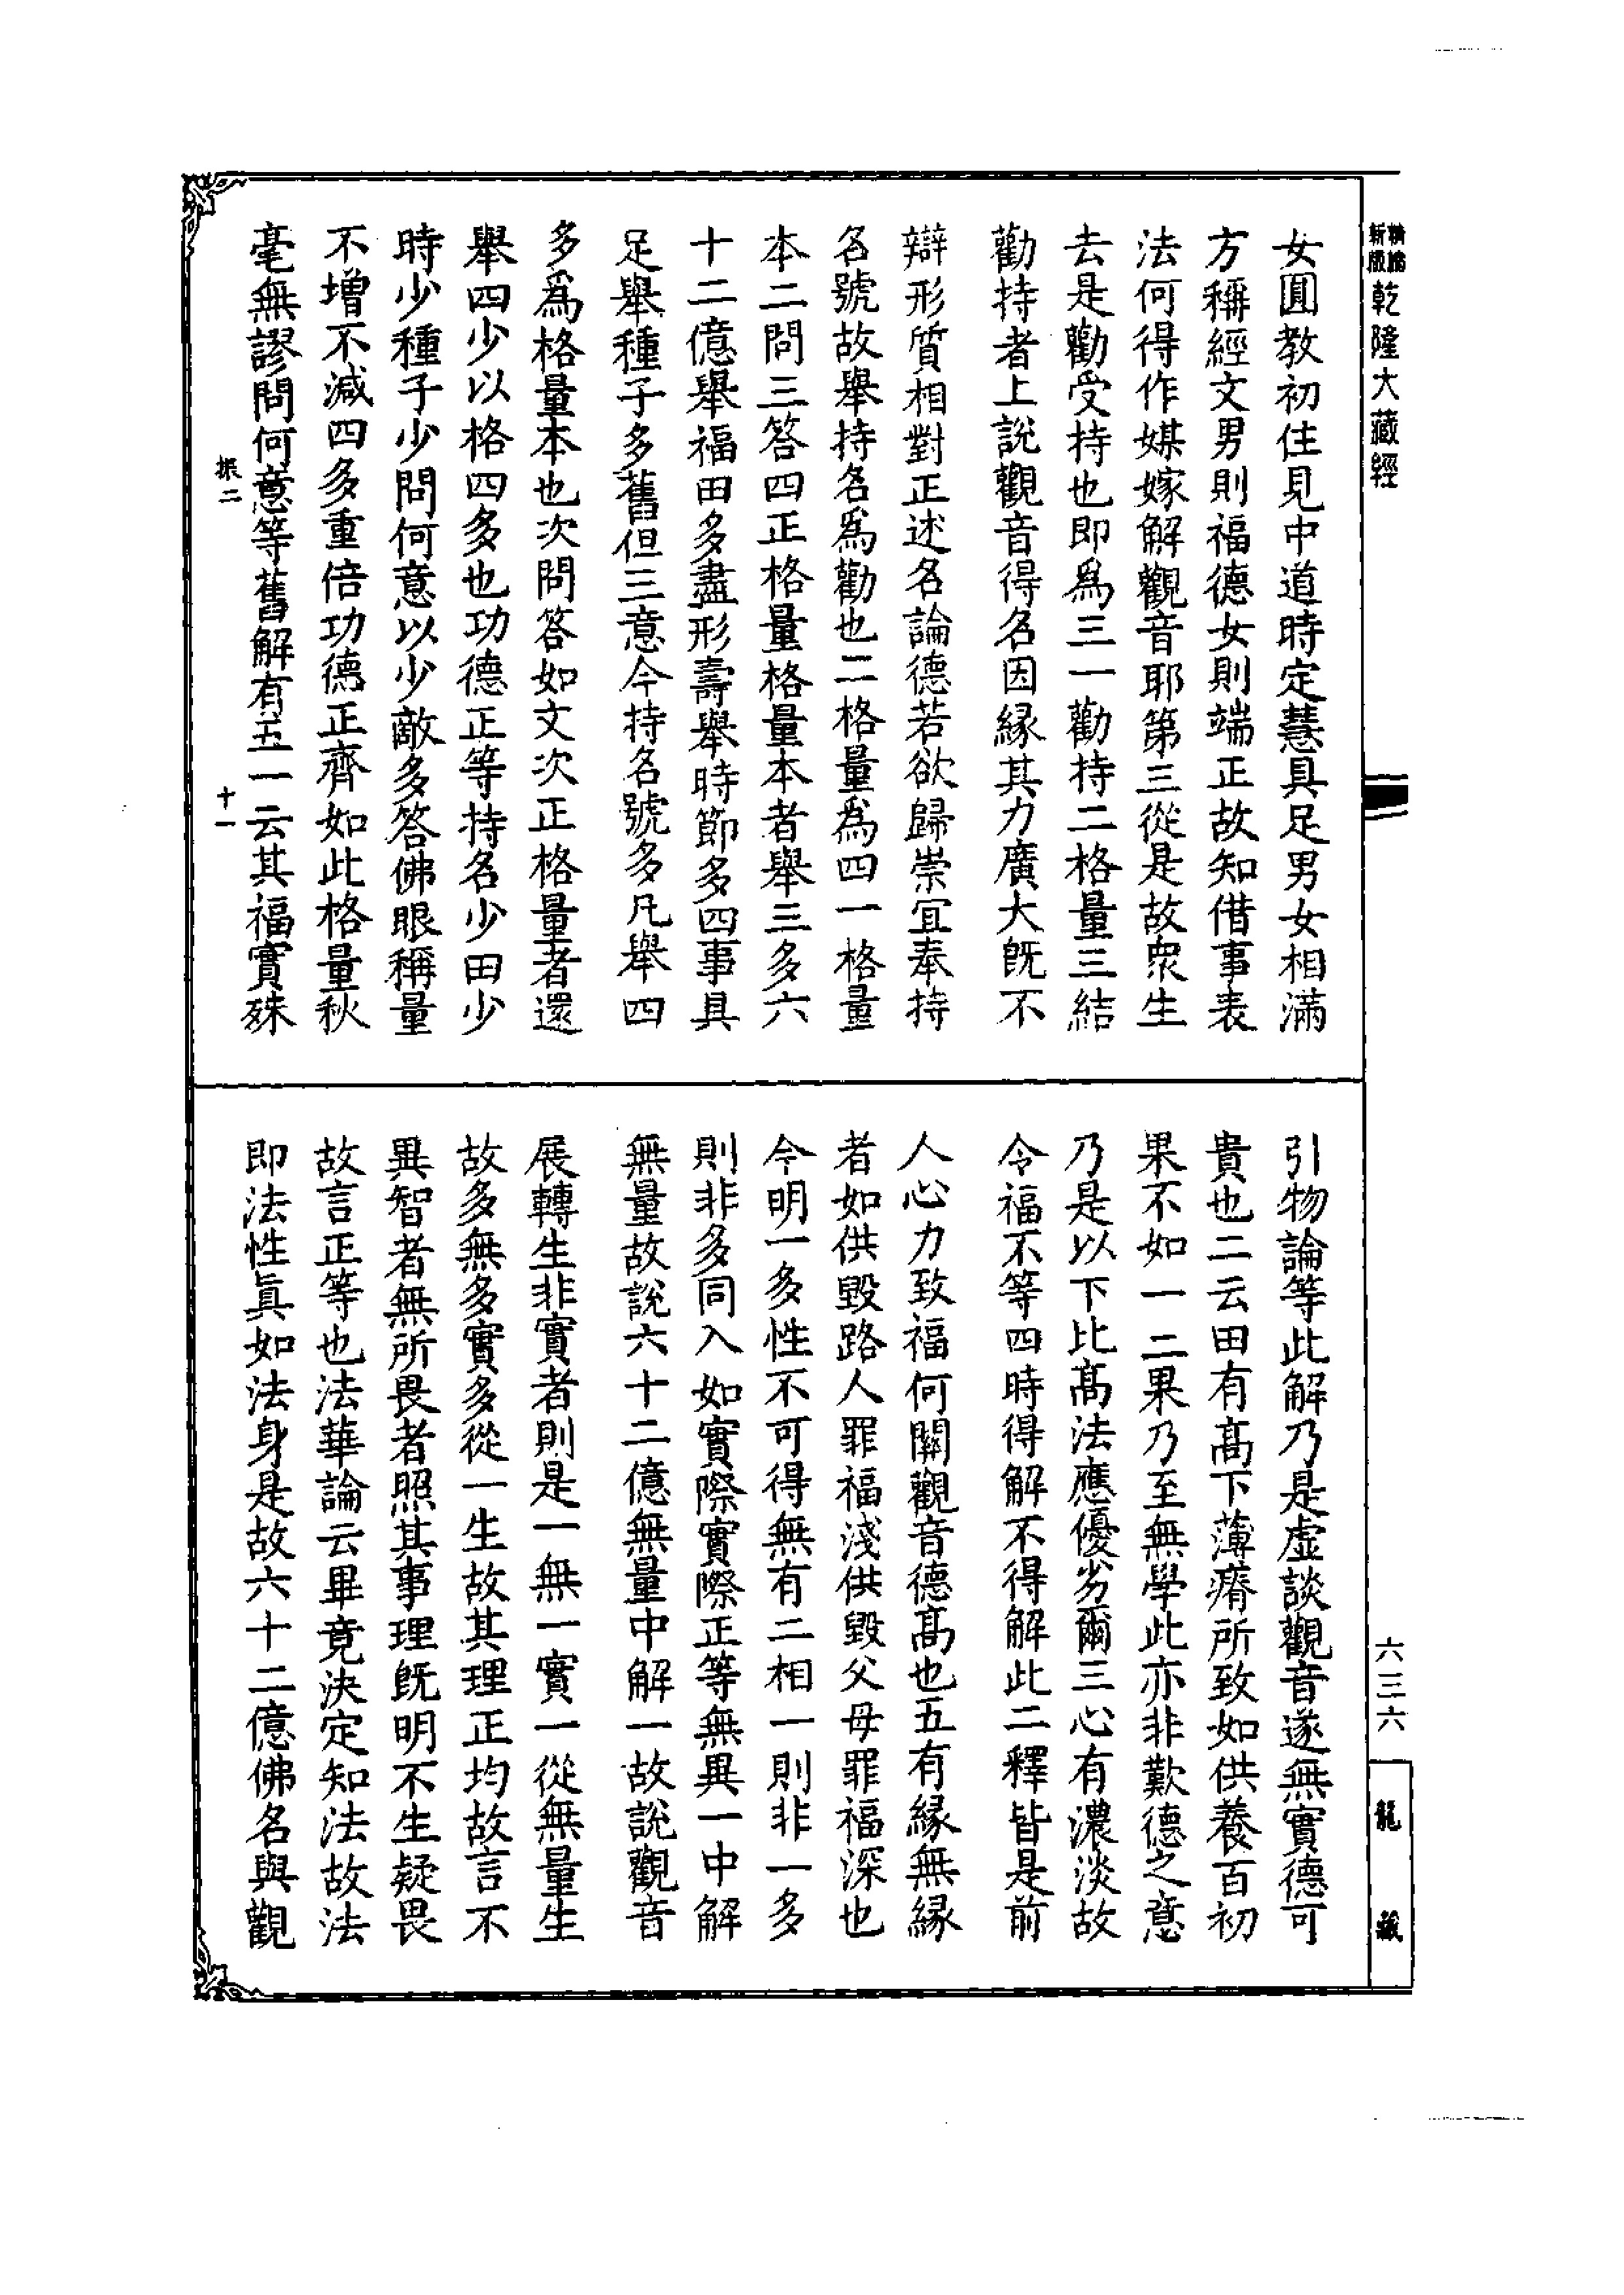 新編縮版
乾隆大藏經
女圓教初住見中道時定慧具足男女相滿
方稱經文男則福德女則端正故知借事表
法何得作媒嫁解觀音耶第三從是故衆生
去是勸受持也即爲三一勸持二格量三結
勸持者上說觀音得名因緣其力廣大旣不
辯形質相對正述名論德若欲歸崇宜奉持
名號故舉持名爲勸也二格量爲四一格量
本二問三答四正格量格量本者舉三多六
十二億舉福田多盡形壽舉時節多四事具
足舉種子多舊但三意今持名號多凡舉四
多爲格量本也次問答如文次正格量者還
舉四少以格四多也功德正等持名少田少
時少種子少問何意以少敵多答佛眼稱量
不增不減四多重倍功德正齊如此格量秋
毫無謬問何意等舊解有五一云其福實殊
振二
十一
引物論等此解乃是虛談觀音遂無實德可
貴也二云田有高下薄瘠所致如供養百初
果不如一二果乃至無學此亦非歎德之意
乃是以下比高法應優劣爾三心有濃淡故
令福不等四時得解不得解此二釋皆是前
人心力致福何關觀音德高也五有緣無緣
者如供毀路人罪福淺供毀父母罪福深也
今明一多性不可得無有二相一則非一多
則非多同入如實際實際正等無異一中解
無量故說六十二億無量中解一故說觀音
展轉生非實者則是一無一實一從無量生
故多無多實多從一生故其理正均故言不
異智者無所畏者照其事理旣明不生疑畏
故言正等也法華論云畢竟決定知法故法
即法性眞如法身是故六十二億佛名與觀
六三六
龍藏